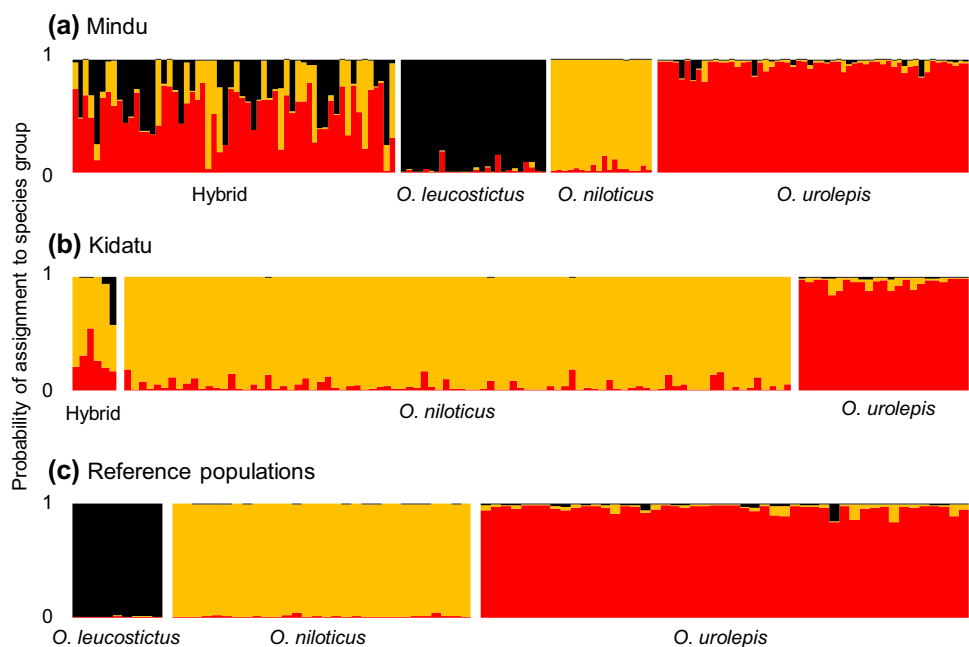 Probability of assignment to species group
(a) Mindu
1
0
Hybrid O. leucostictus O. niloticus O. urolepis
(b) Kidatu
1
0
Hybrid O. niloticus O. urolepis
(c) Reference populations
1
0
O. leucostictus O. niloticus O. urolepis